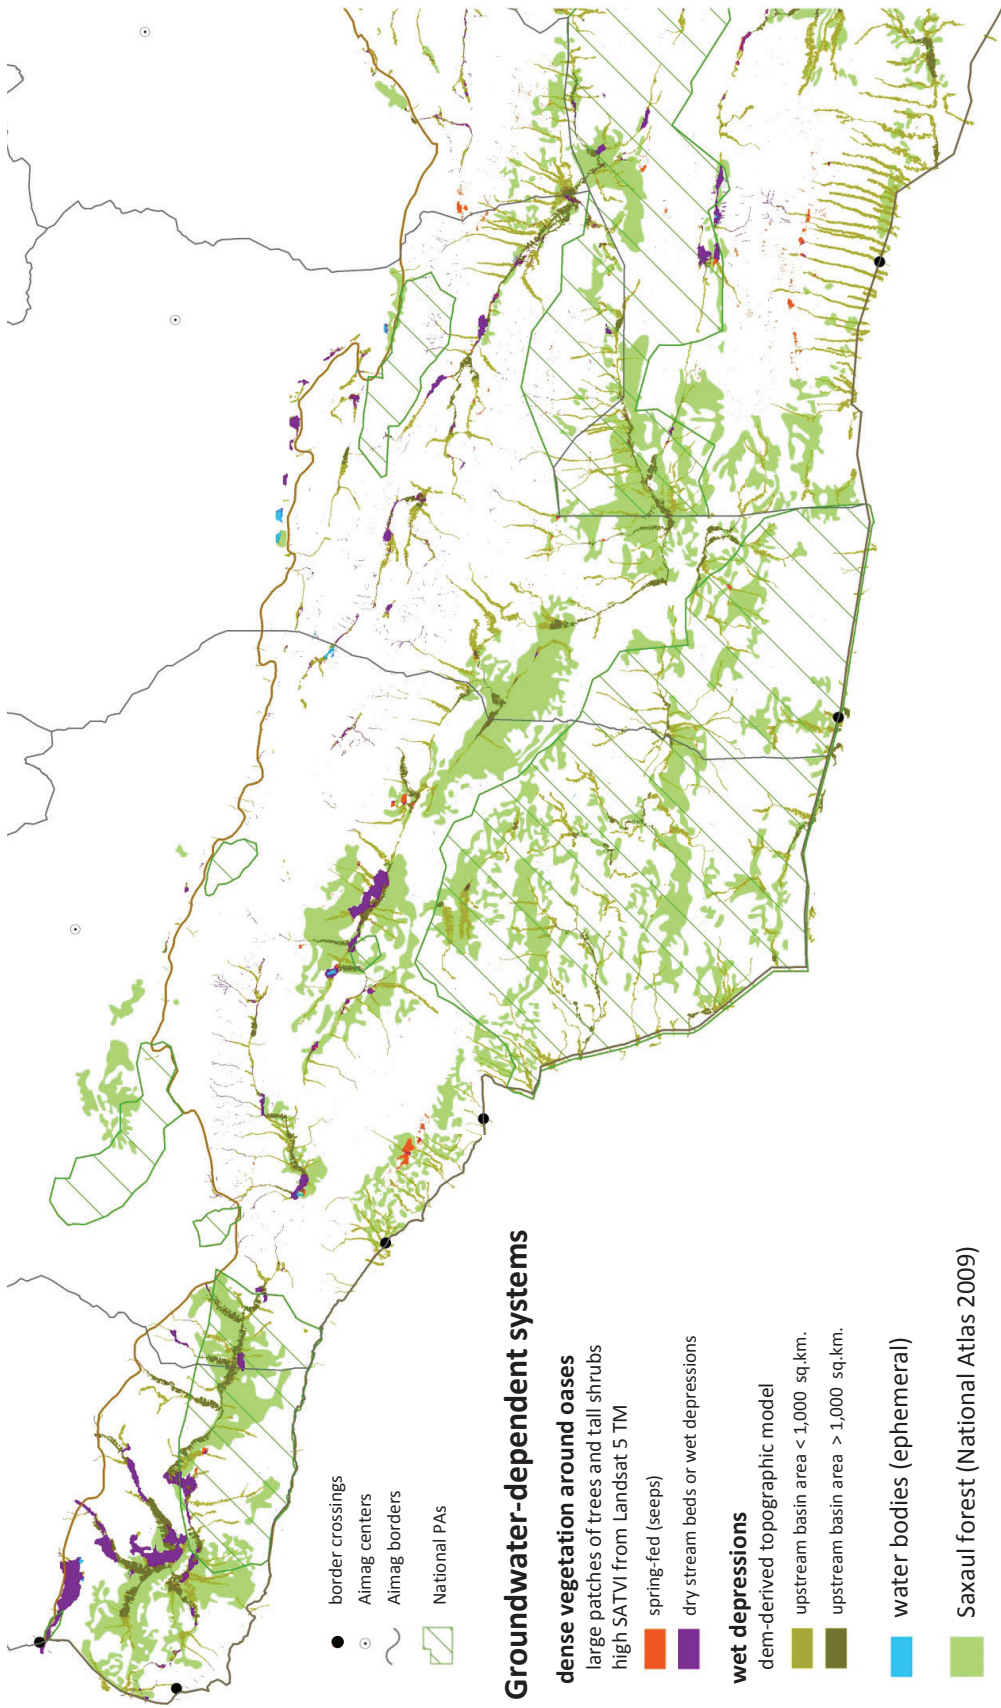 border crossings
Aimag centers
Aimag borders
National PAs
Groundwater-dependent systems
dense vegetation around oases
large patches of trees and tall shrubs
high SATVI from Landsat 5 TM
spring-fed (seeps)
dry stream beds or wet depressions
wet depressions
dem-derived topographic model
upstream basin area < 1,000 sq.km.
upstream basin area > 1,000 sq.km.
water bodies (ephemeral)
Saxaul forest (National Atlas 2009)